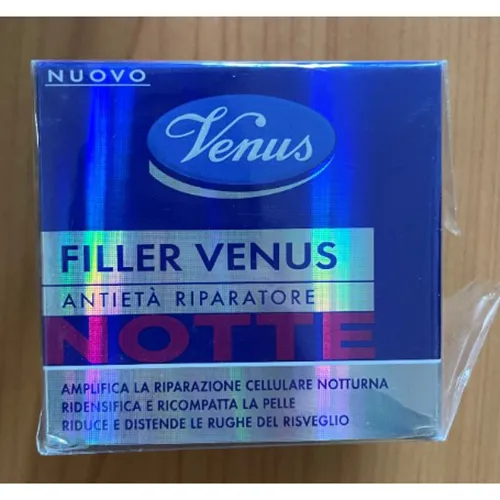 NUOVO
Venus
FILLER VENUS
ANTIETÀ RIPARATORE
NOTTE
AMPLIFICA LA RIPARAZIONE CELLULARE NOTTURNA
RIDENSIFICA E RICOMPATTA LA PELLE
RIDUCE E DISTENDE LE RUGHE DEL RISVEGLIO